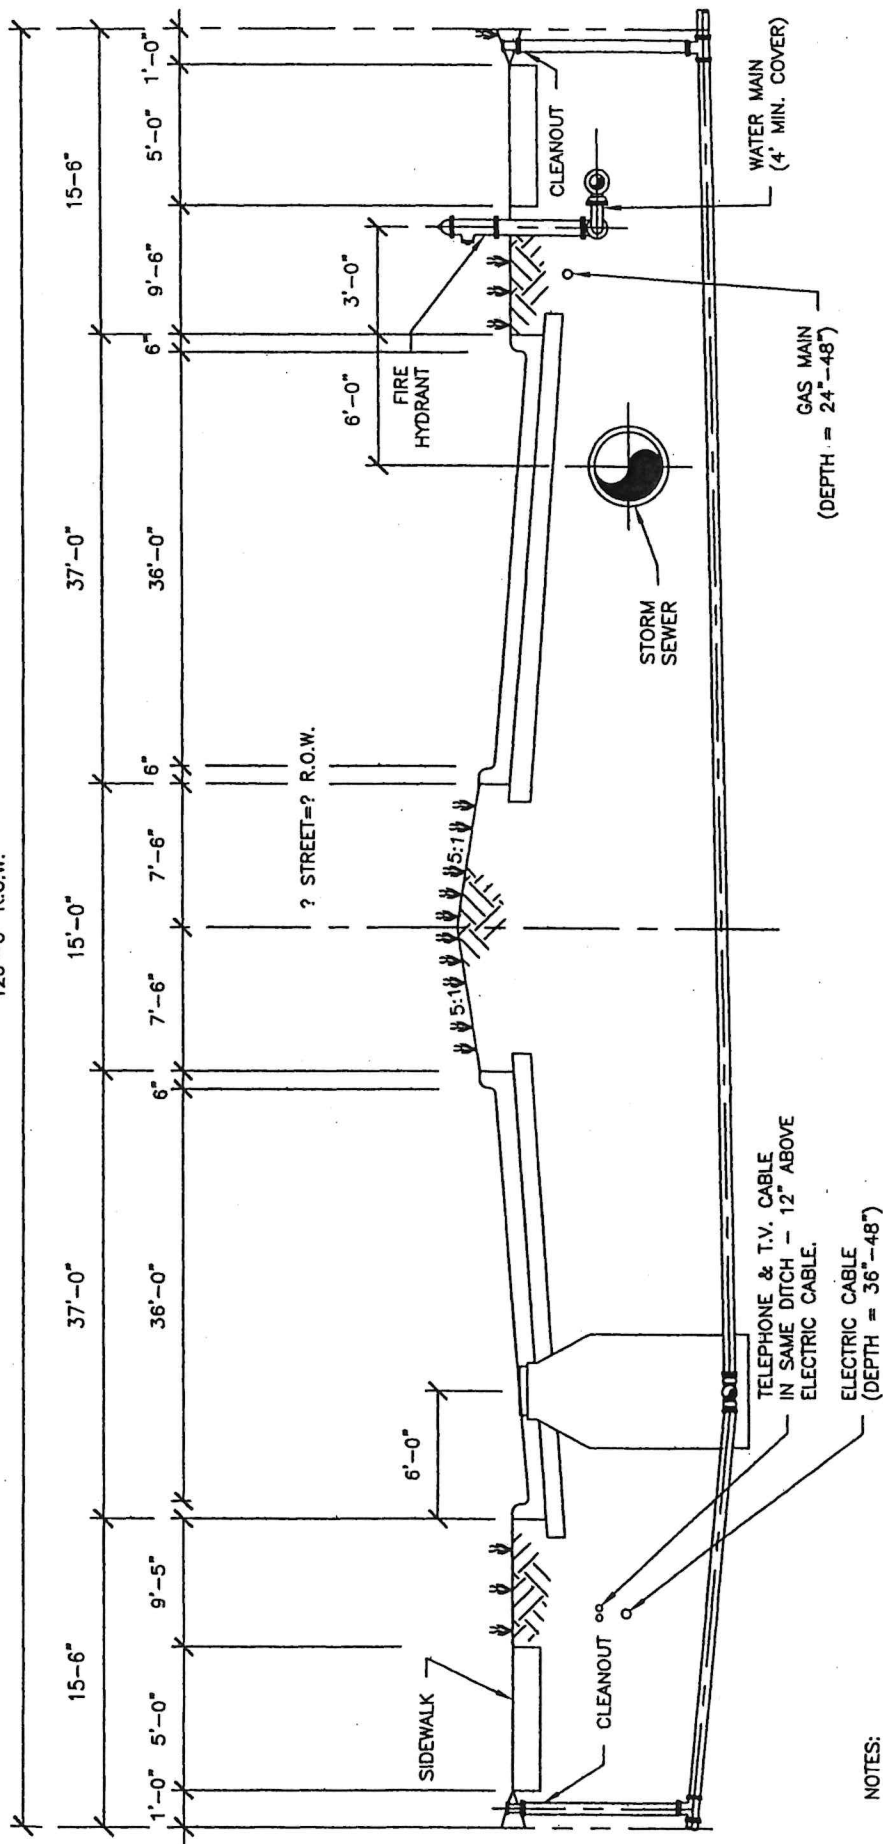 120'-0" R.O.W.
15-6"
37'-0"
15'-0"
37'-0"
15-6"
1'-0"
5'-0"
9'-5"
36'-0"
6"
7'-6"
7'-6"
6"
36'-0"
6"
9'-6"
5'-0"
1'-0"
? STREET=? R.O.W.
6'-0"
6'-0"
3'-0"
SIDEWALK
5:1
5:1
FIRE
HYDRANT
CLEANOUT
CLEANOUT
STORM
SEWER
TELEPHONE & T.V. CABLE
IN SAME DITCH - 12" ABOVE
ELECTRIC CABLE.
ELECTRIC CABLE
(DEPTH = 36"-48")
GAS MAIN
(DEPTH = 24"-48")
WATER MAIN
(4' MIN. COVER)
NOTES: